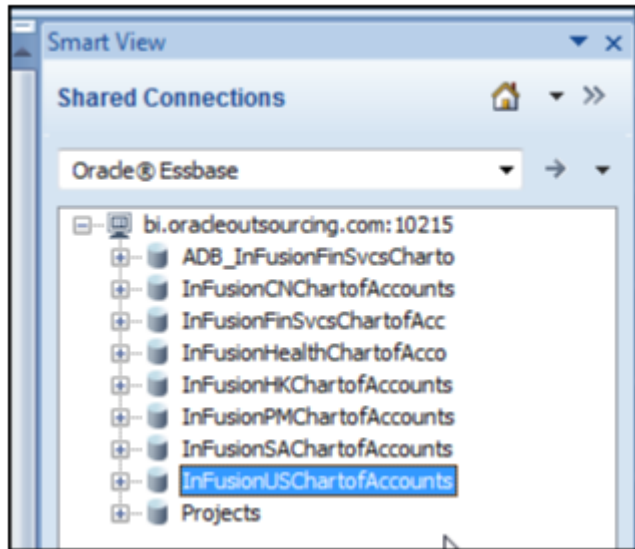 Smart View
Shared Connections
Oracle® Essbase
bi.oracleoutsourcing.com:10215
ADB_InFusionFinSvcsCharto
InFusionCNChartofAccounts
InFusionFinSvcsChartofAcc
InFusionHealthChartofAcco
InFusionHKChartofAccounts
InFusionPMChartofAccounts
InFusionSAChartofAccounts
InFusionUSChartofAccounts
Projects